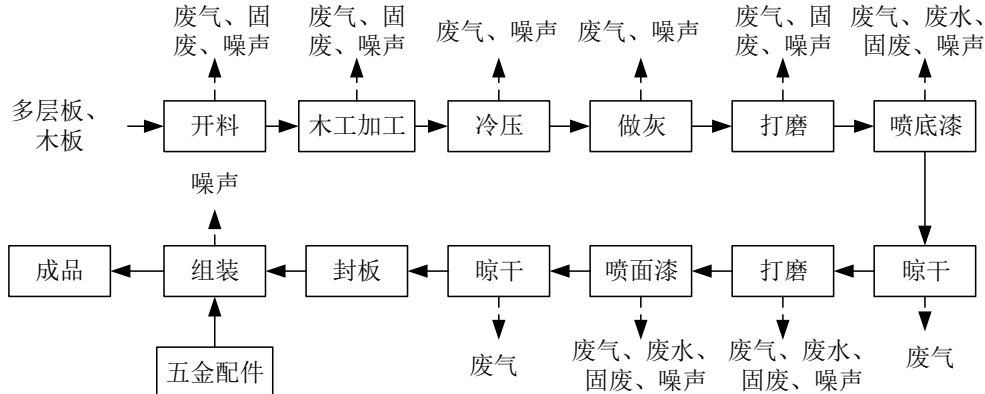 废气、固
废、噪声
废气、固
废、噪声
废气、噪声
废气、噪声
废气、固
废、噪声
废气、废水、
固废、噪声
多层板、
木板
开料
木工加工
冷压
做灰
打磨
喷底漆
噪声
成品
组装
封板
晾干
喷面漆
打磨
晾干
五金配件
废气
废气、废水、
固废、噪声
废气、废水、
固废、噪声
废气